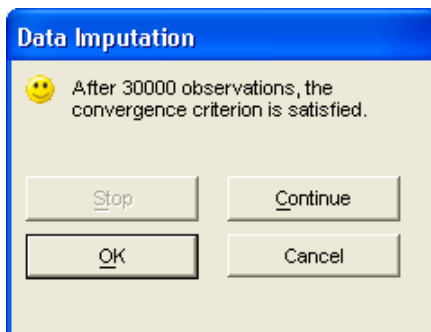 Data Imputation
After 30000 observations, the
convergence criterion is satisfied.
Stop
Continue
OK
Cancel